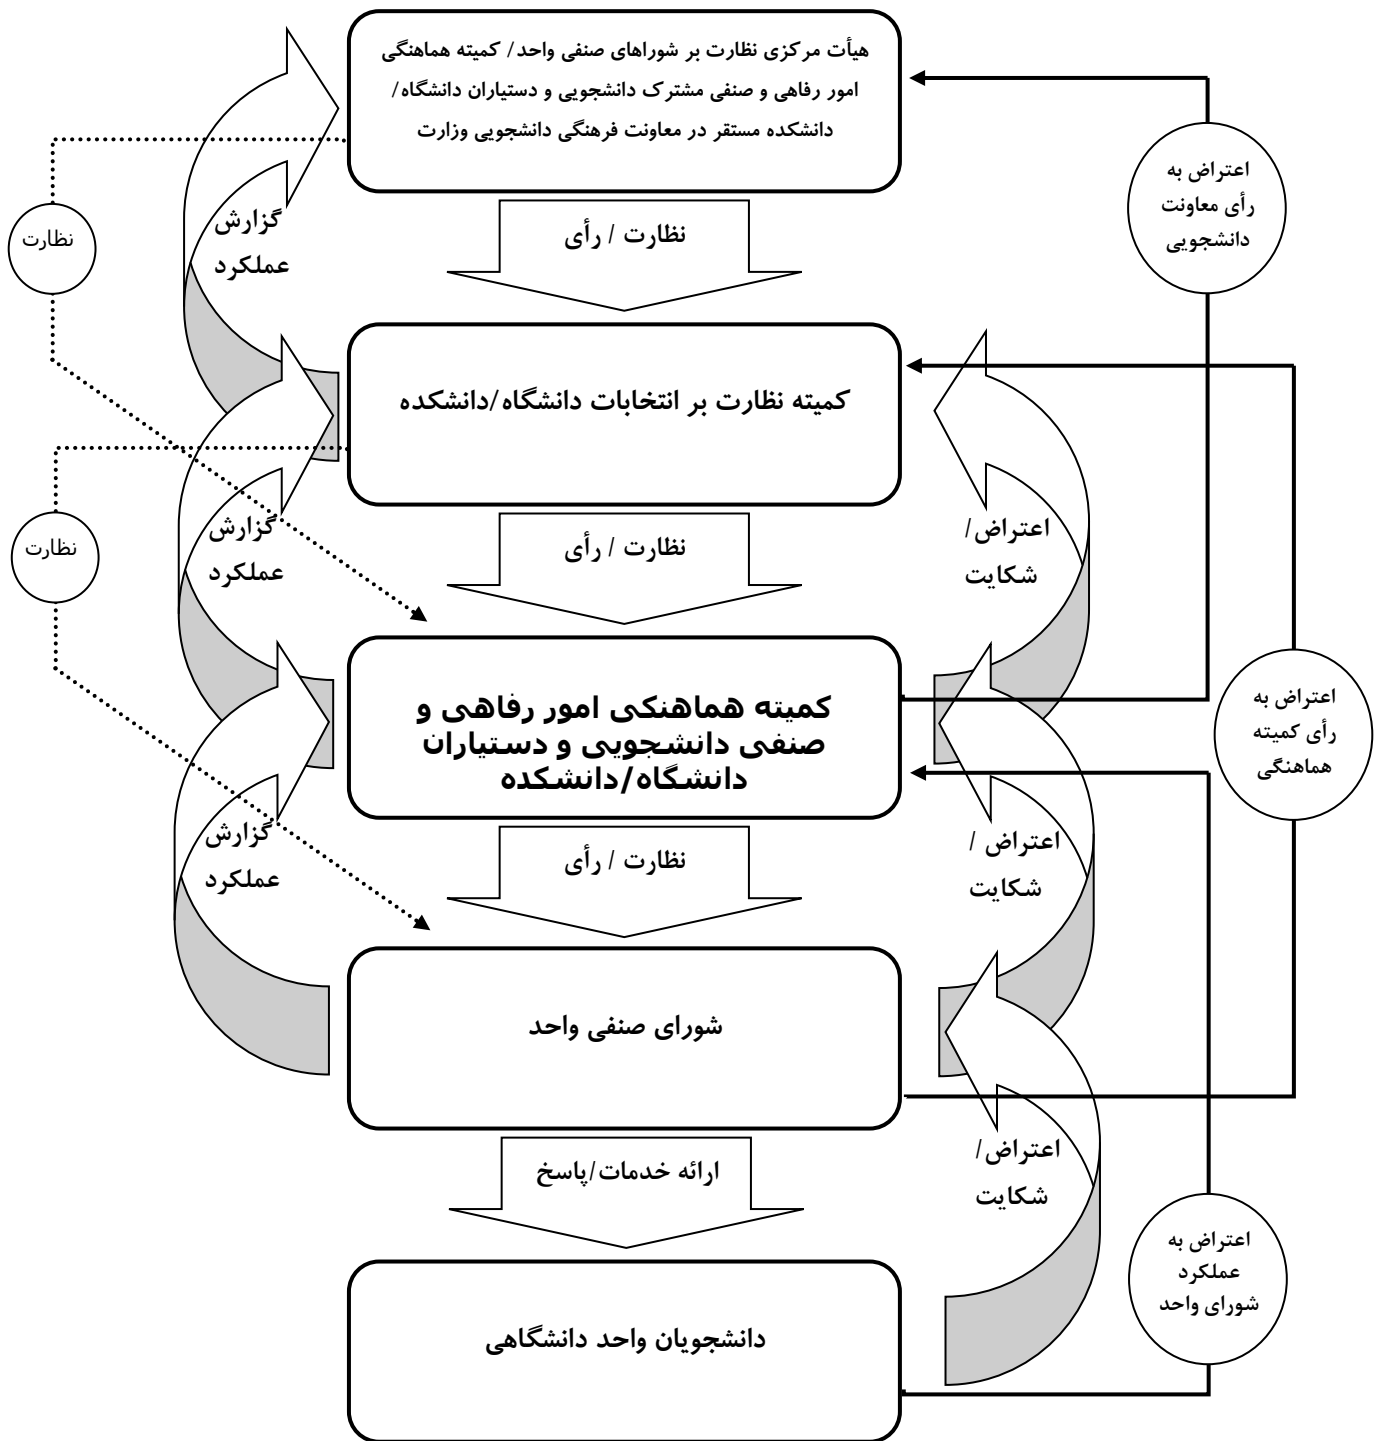 هیأت مرکزی نظارت بر شوراهای صنفی واحد/ کمیته هماهنگی
امور رفاهی و صنفی مشترک دانشجویی و دستیاران دانشگاه/
دانشکده مستقر در معاونت فرهنگی دانشجویی وزارت
اعتراض به
رأی معاونت
دانشجویی
گزارش
عملکرد
نظارت
نظارت / رأی
کمیته نظارت بر انتخابات دانشگاه/دانشکده
اعتراض/
شکایت
نظارت / رأی
گزارش
عملکرد
نظارت
اعتراض به
رأی کمیته
هماهنگی
کمیته هماهنکی امور رفاهی و
صنفی دانشجویی و دستیاران
دانشگاه/دانشکده
اعتراض /
شکایت
نظارت / رأی
گزارش
عملکرد
شورای صنفی واحد
اعتراض/
شکایت
ارائه خدمات/پاسخ
اعتراض به
عملکرد
شورای واحد
دانشجویان واحد دانشگاهی